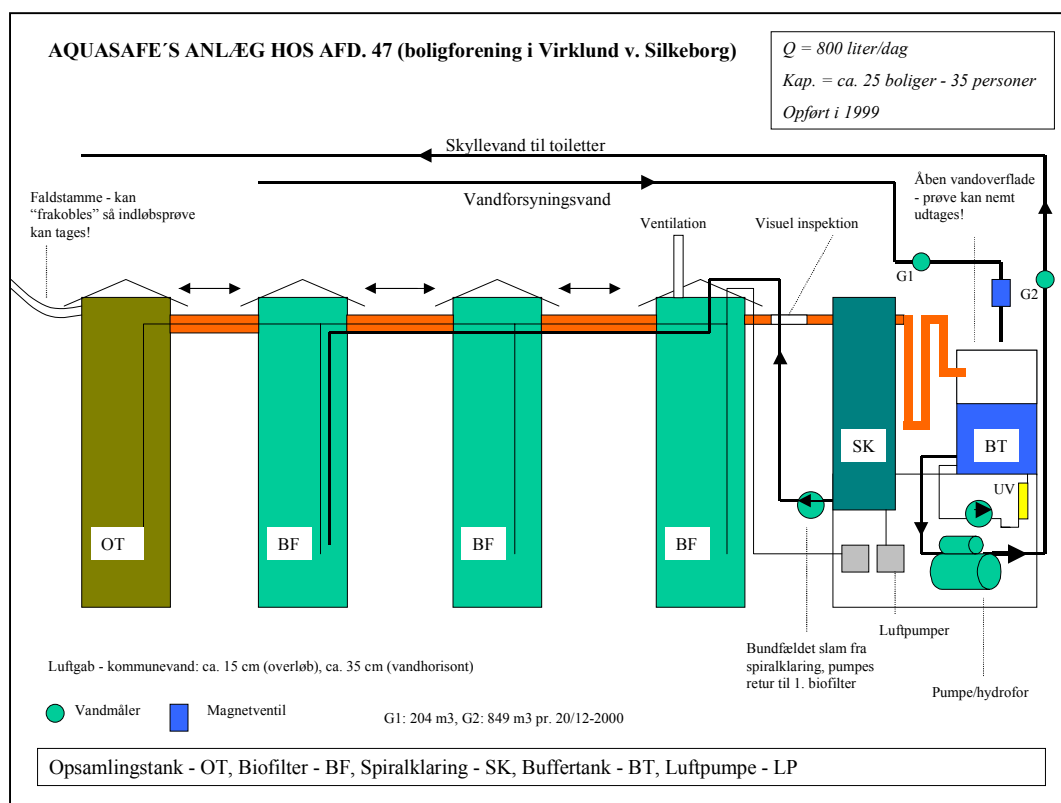 AQUASAFE´S ANLÆG HOS AFD. 47 (boligforening i Virklund v. Silkeborg)
Q = 800 liter/dag
Kap. = ca. 25 boliger - 35 personer
Opført i 1999
Skyllevand til toiletter
Vandforsyningsvand
Faldstamme - kan
“frakobles” så indløbsprøve
kan tages!
Ventilation
Visuel inspektion
Åben vandoverflade
- prøve kan nemt
udtages!
G1
G2
SK
BT
UV
OT
BF
BF
BF
Luftpumper
Bundfældet slam fra
spiralklaring, pumpes
retur til 1. biofilter
Pumpe/hydrofor
Luftgab - kommunevand: ca. 15 cm (overløb), ca. 35 cm (vandhorisont)
Vandmåler
Magnetventil
G1: 204 m3, G2: 849 m3 pr. 20/12-2000
Opsamlingstank - OT, Biofilter - BF, Spiralklaring - SK, Buffertank - BT, Luftpumpe - LP